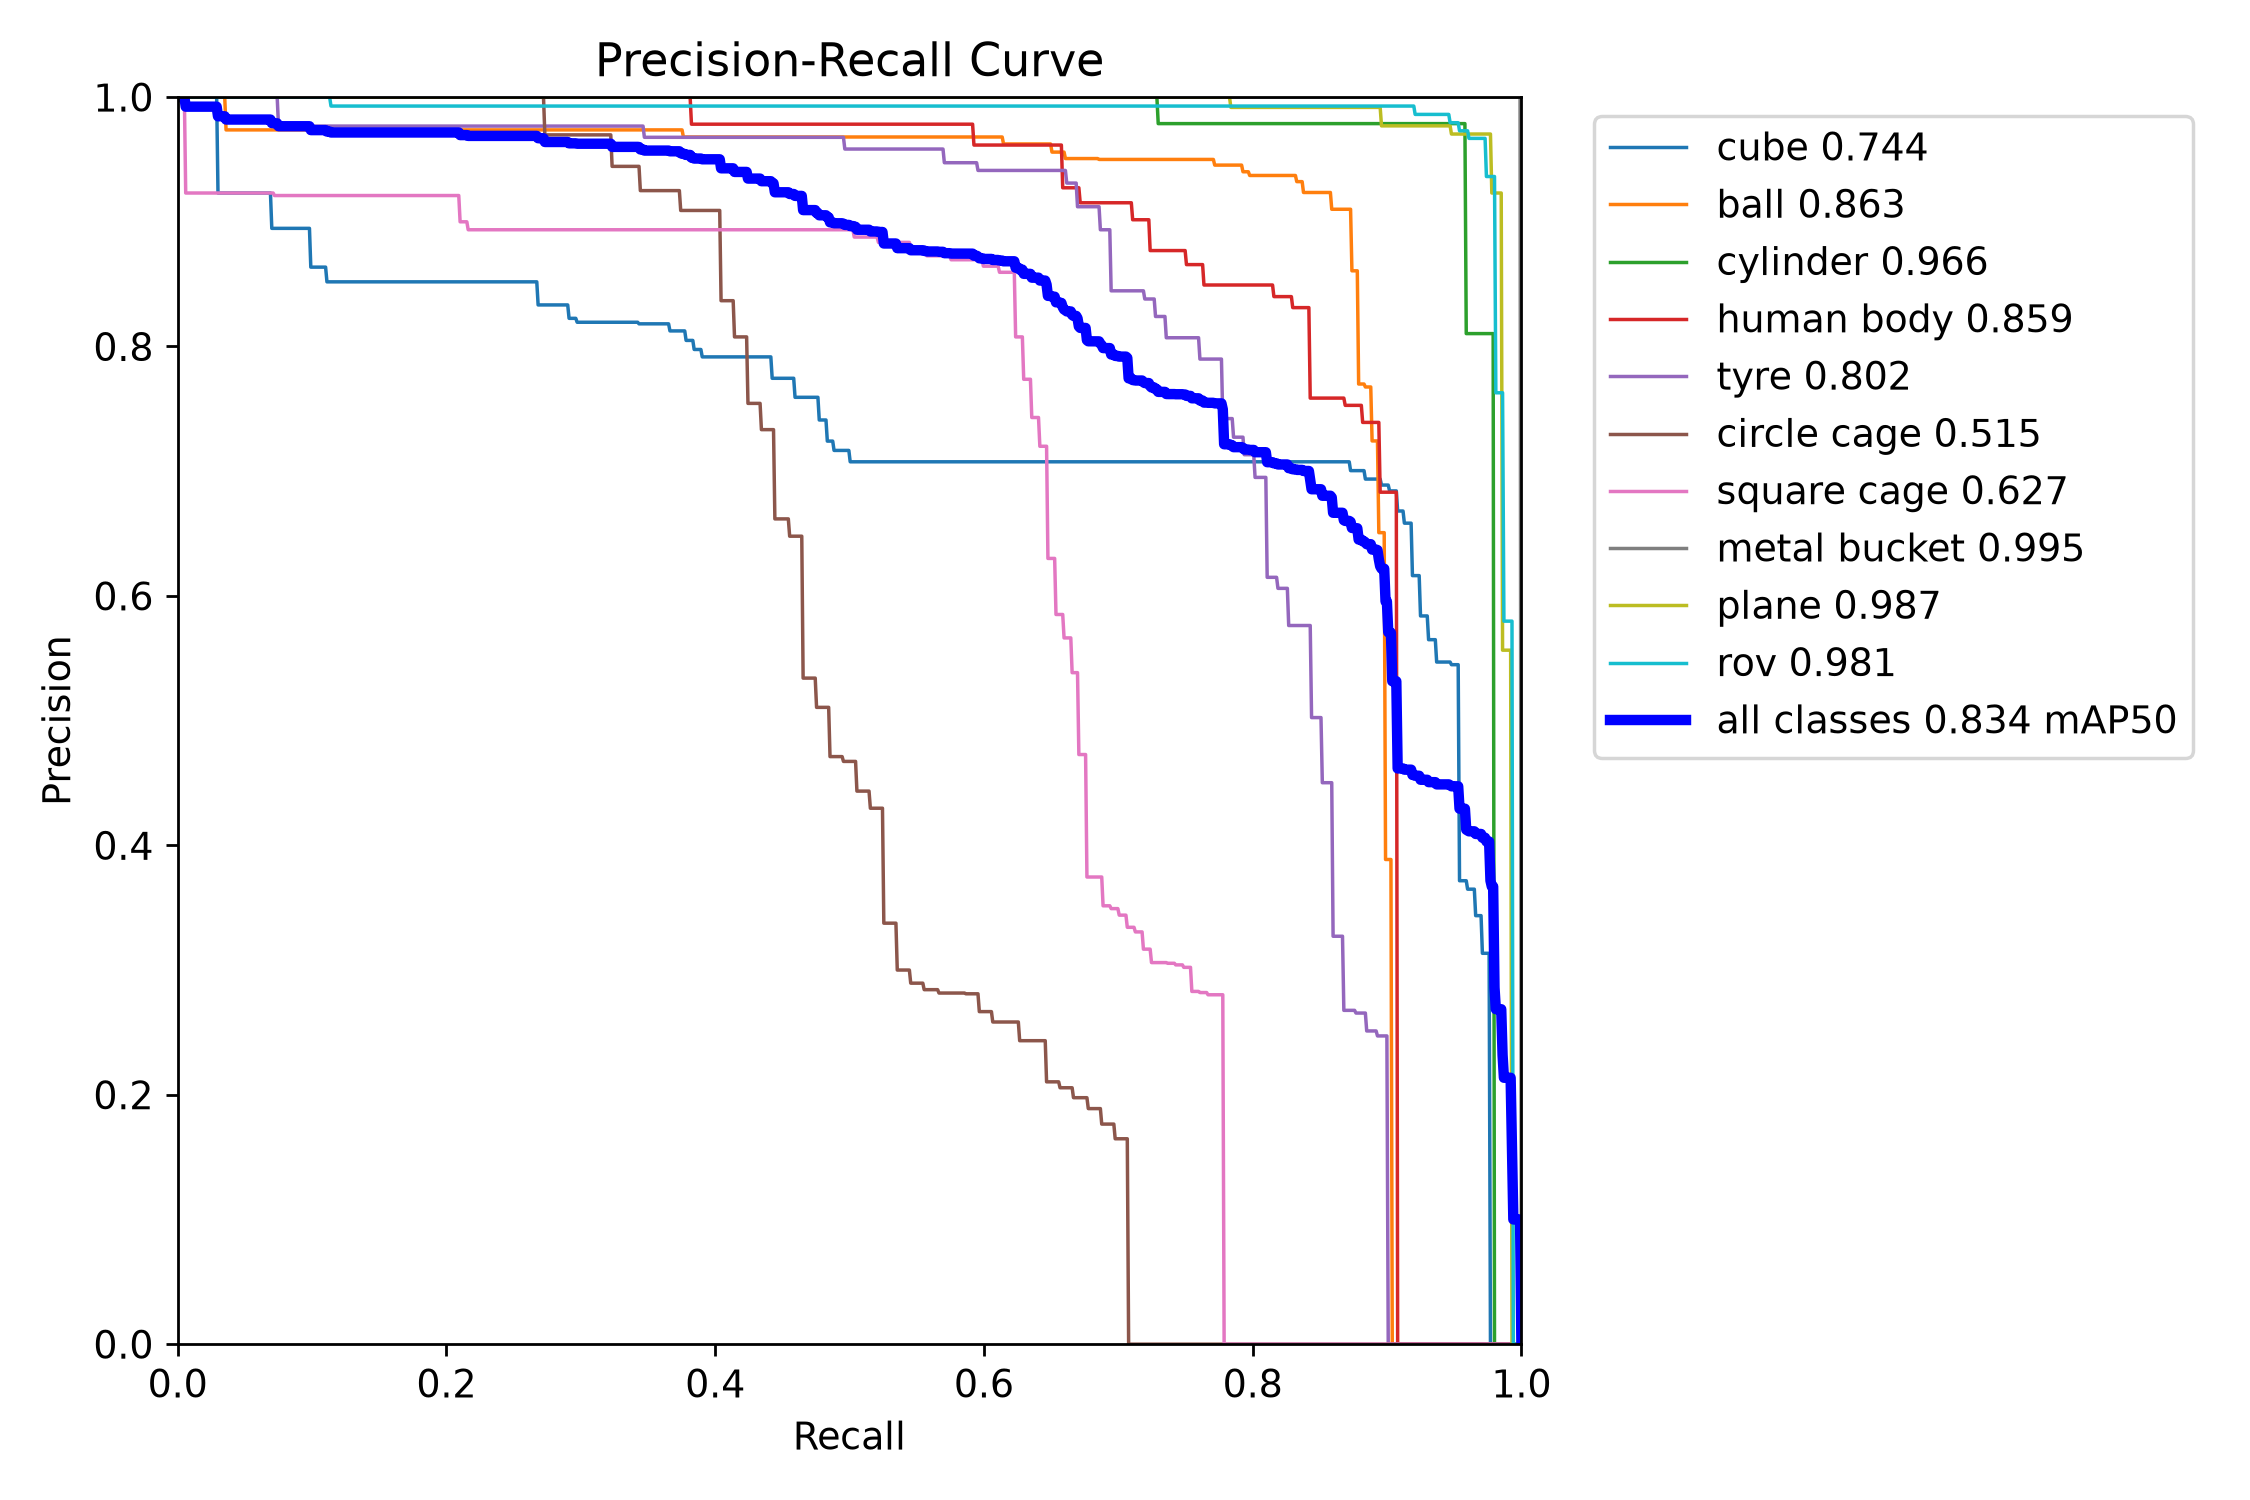 Precision-Recall Curve
1.0
0.8
0.6
0.4
0.2
0.0
Precision
0.0 0.2 0.4 0.6 0.8 1.0
Recall
cube 0.744
ball 0.863
cylinder 0.966
human body 0.859
tyre 0.802
circle cage 0.515
square cage 0.627
metal bucket 0.995
plane 0.987
rov 0.981
all classes 0.834 mAP50